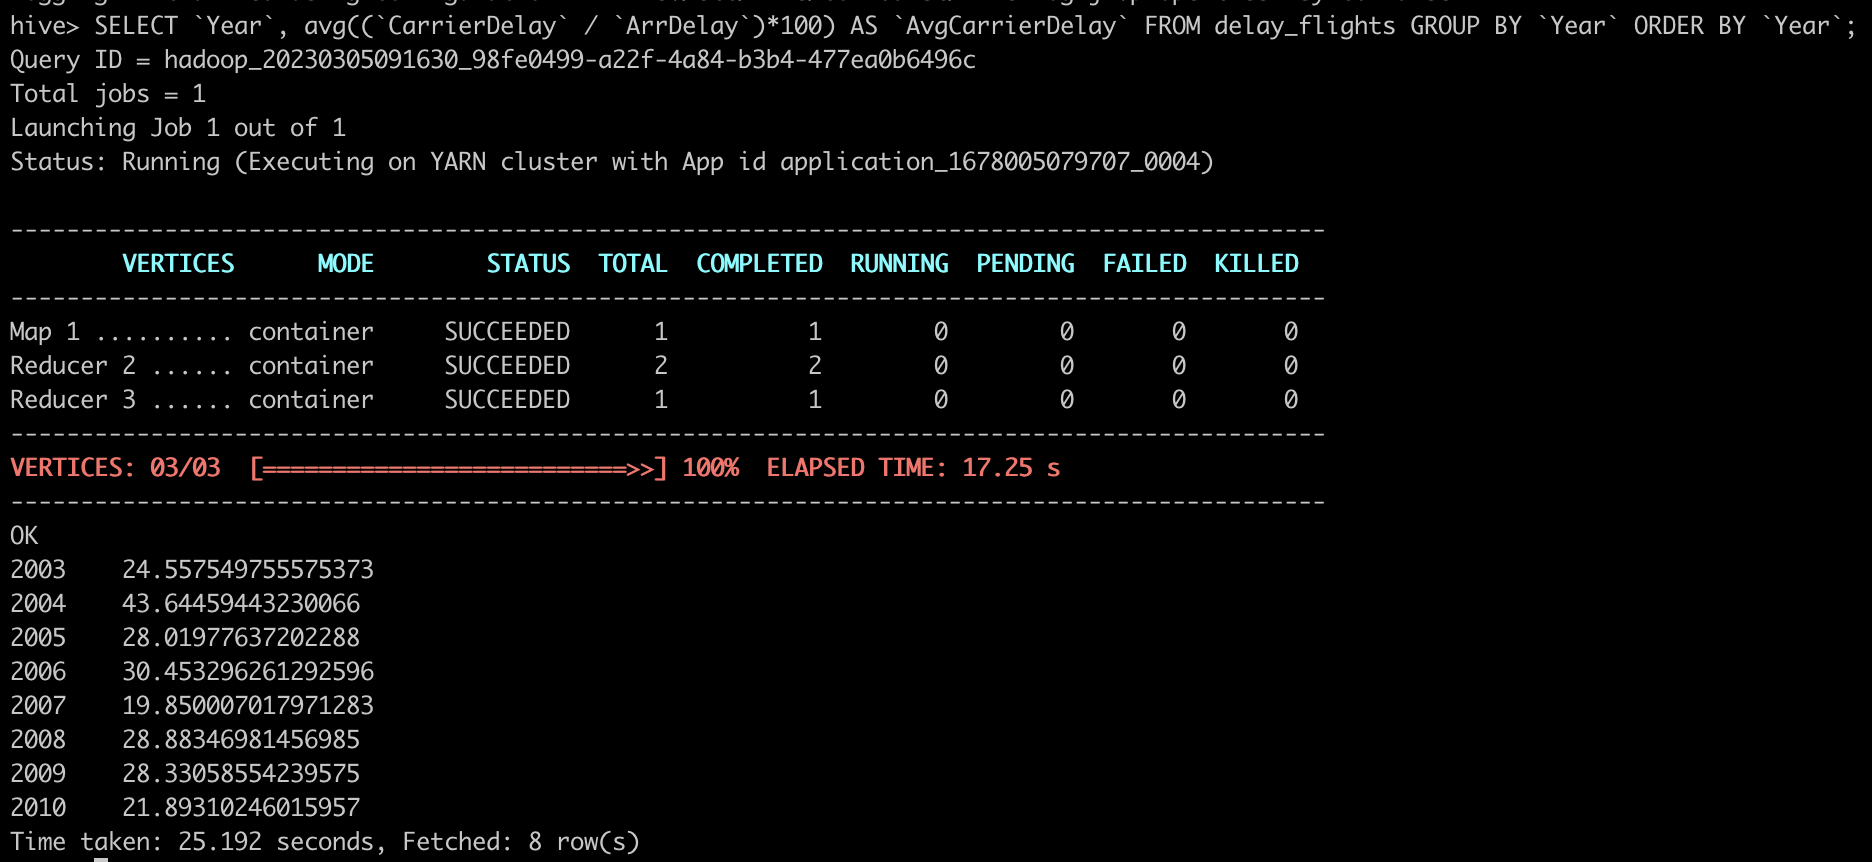 hive> SELECT `Year`, avg((`CarrierDelay` / `ArrDelay`)*100) AS `AvgCarrierDelay` FROM delay_flights GROUP BY `Year` ORDER BY `Year`;
Query ID = hadoop_20230305091630_98fe0499-a22f-4a84-b3b4-477ea0b6496c
Total jobs = 1
Launching Job 1 out of 1
Status: Running (Executing on YARN cluster with App id application_1678005079707_0004)
----------------------------------------------------------------------------------------------
        VERTICES      MODE        STATUS  TOTAL  COMPLETED  RUNNING  PENDING  FAILED  KILLED
----------------------------------------------------------------------------------------------
Map 1 .......... container     SUCCEEDED      1          1        0        0       0       0
Reducer 2 ...... container     SUCCEEDED      2          2        0        0       0       0
Reducer 3 ...... container     SUCCEEDED      1          1        0        0       0       0
----------------------------------------------------------------------------------------------
VERTICES: 03/03  [==========================>>] 100%  ELAPSED TIME: 17.25 s
----------------------------------------------------------------------------------------------
OK
2003    24.557549755575373
2004    43.64459443230066
2005    28.01977637202288
2006    30.453296261292596
2007    19.850007017971283
2008    28.88346981456985
2009    28.33058554239575
2010    21.89310246015957
Time taken: 25.192 seconds, Fetched: 8 row(s)